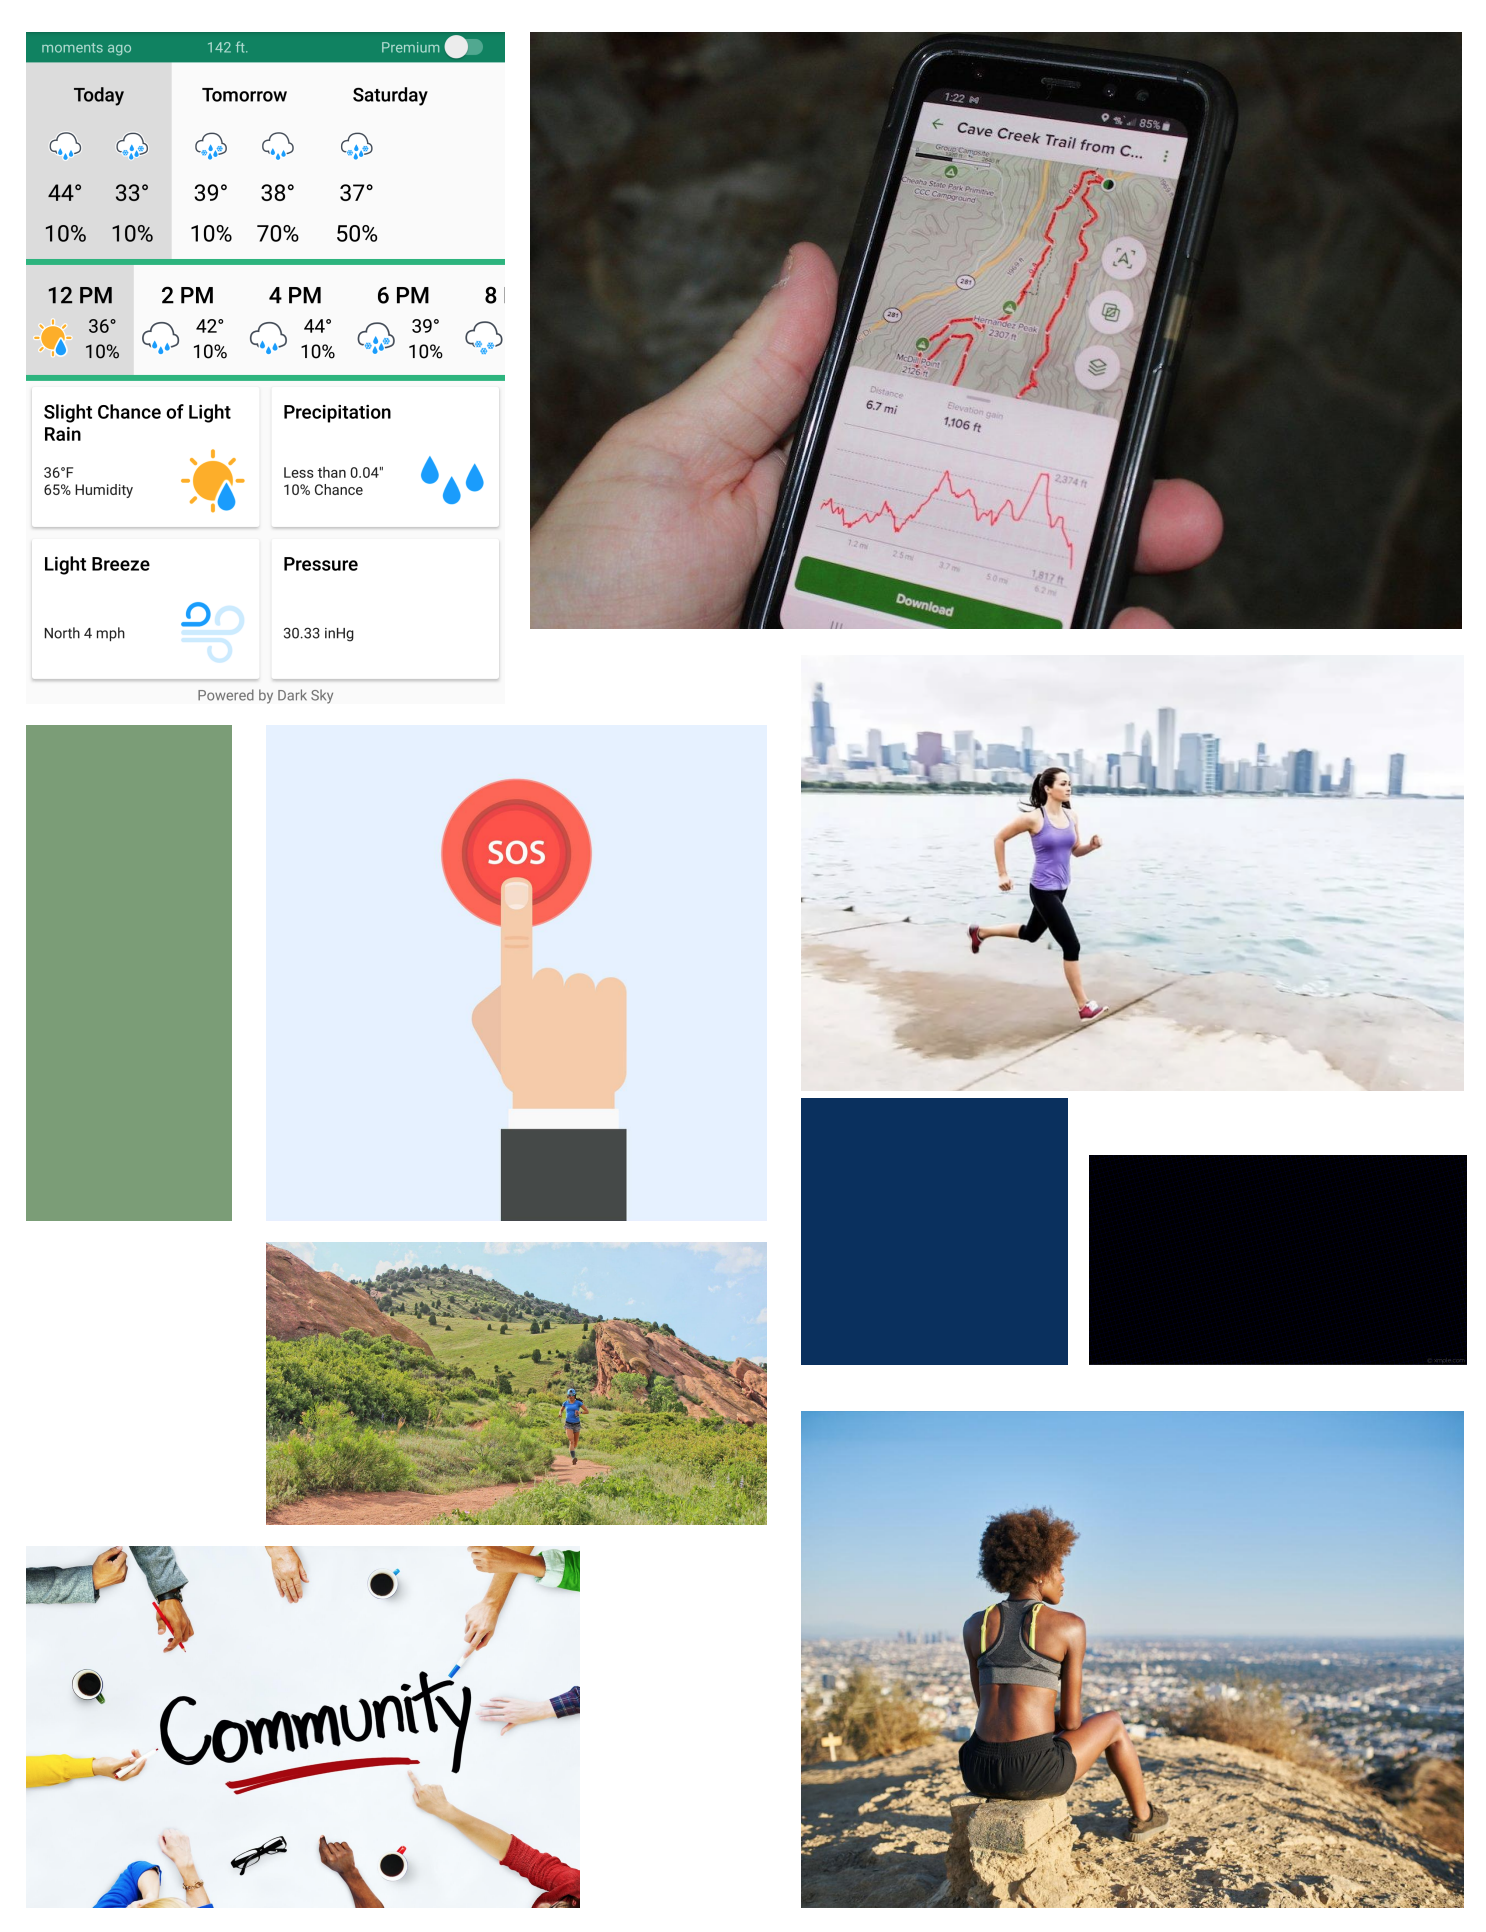 moments ago 142 ft. Premium
Today Tomorrow Saturday
44° 33° 39° 38° 37°
10% 10% 10% 70% 50%
12 PM 2 PM 4 PM 6 PM 8
36° 42° 44° 39°
10% 10% 10% 10%
Slight Chance of Light
Rain
36°F
65% Humidity
Precipitation
Less than 0.04"
10% Chance
Light Breeze
North 4 mph
Pressure
30.33 inHg
Powered by Dark Sky
1:22 85%
Cave Creek Trail from C...
Group Campsite
Cheaha State Park Primitive
CCC Campground
1969 ft
281
281
Hernandez Peak
2307 ft
McDill Point
2126 ft
Distance
6.7 mi
Elevation gain
1,106 ft
2,374 ft
1,817 ft
1.2 mi 2.5 mi 3.7 mi 5.0 mi 6.2 mi
Download
SOS
Community